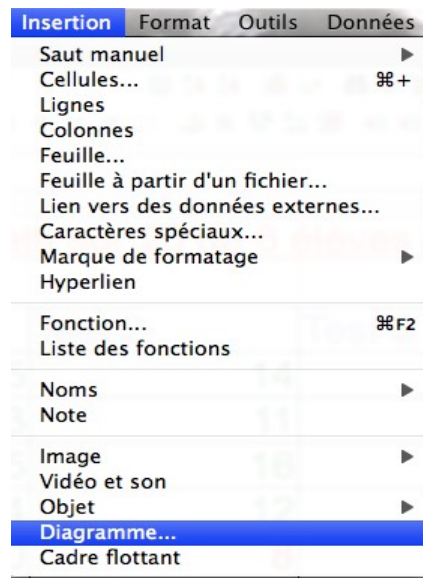 Insertion Format Outils Données
Saut manuel
Cellules... ⌘+
Lignes
Colonnes
Feuille...
Feuille à partir d'un fichier...
Lien vers des données externes...
Caractères spéciaux...
Marque de formatage
Hyperlien
Fonction... ⌘F2
Liste des fonctions
Noms
Note
Image
Vidéo et son
Objet
Diagramme...
Cadre flottant